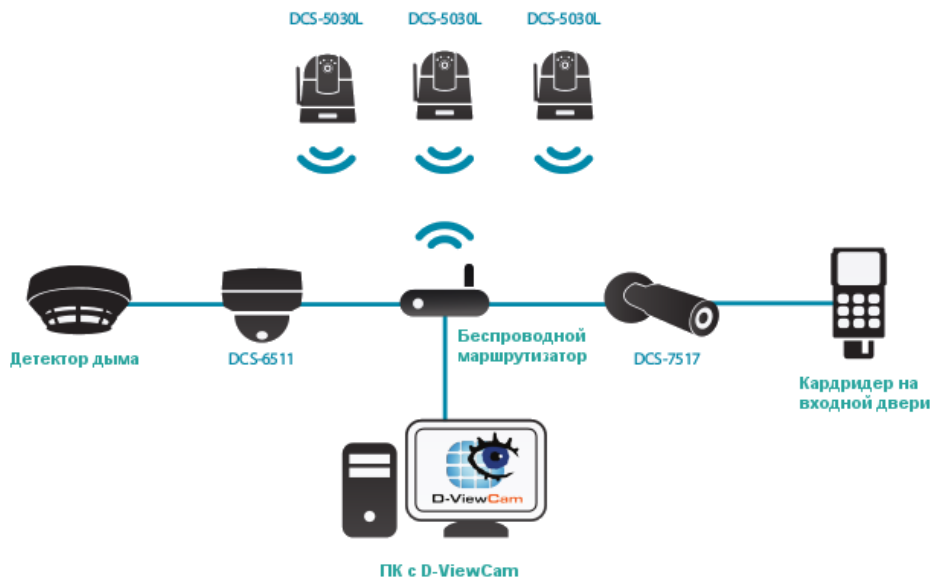 DCS-5030L DCS-5030L DCS-5030L
Детектор дыма
DCS-6511
Беспроводной
маршрутизатор
DCS-7517
Кардридер на
входной двери
D-ViewCam
ПК с D-ViewCam